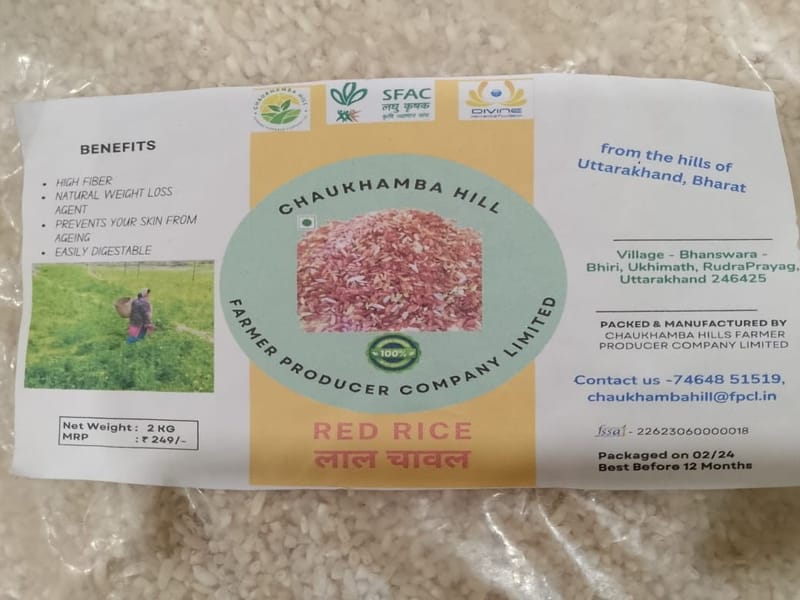 CHAUKHAMBA HILL
SFAC
लघु कृषक
कृषि व्यापार संघ
DIVINE
BENEFITS
• HIGH FIBER
• NATURAL WEIGHT LOSS
AGENT
• PREVENTS YOUR SKIN FROM
AGEING
• EASILY DIGESTABLE
Net Weight : 2 KG
MRP : ₹ 249/-
CHAUKHAMBA HILL
100%
FARMER PRODUCER COMPANY LIMITED
RED RICE
लाल चावल
from the hills of
Uttarakhand, Bharat
Village - Bhanswara -
Bhiri, Ukhimath, RudraPrayag,
Uttarakhand 246425
PACKED & MANUFACTURED BY
CHAUKHAMBA HILLS FARMER
PRODUCER COMPANY LIMITED
Contact us -74648 51519,
chaukhambahill@fpcl.in
fssai - 22623060000018
Packaged on 02/24
Best Before 12 Months